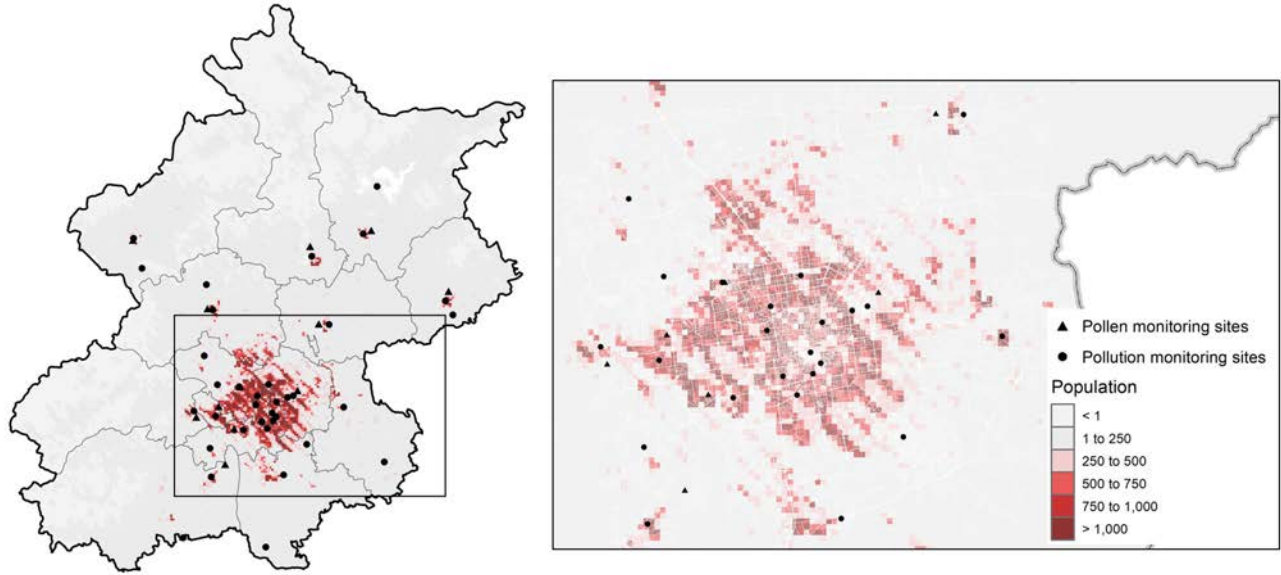 Pollen monitoring sites
Pollution monitoring sites
Population
< 1
1 to 250
250 to 500
500 to 750
750 to 1,000
> 1,000